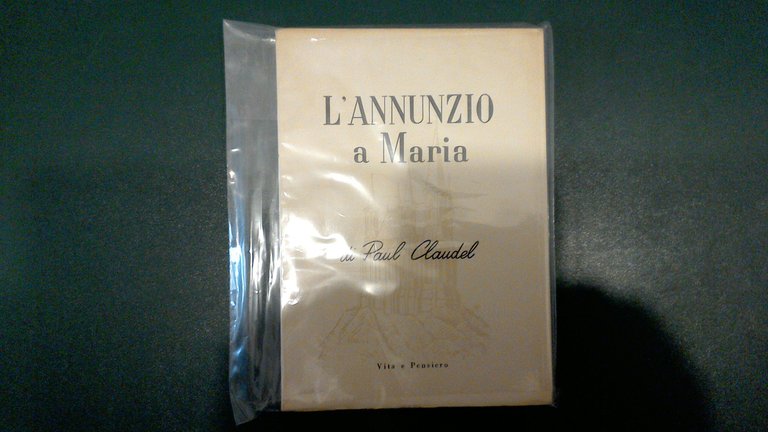 L'ANNUNZIO
a Maria
di Paul Claudel
Vita e Pensiero